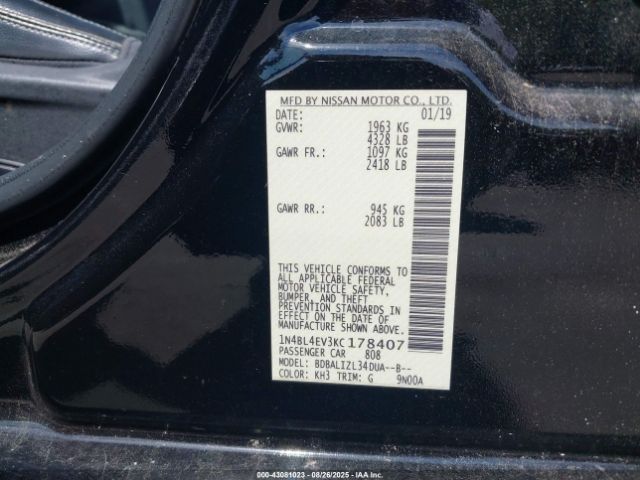 MFD BY NISSAN MOTOR CO., LTD.
DATE: 01/19
GVWR: 1963 KG
4328 LB
GAWR FR.: 1097 KG
2418 LB
GAWR RR.: 945 KG
2083 LB
THIS VEHICLE CONFORMS TO
ALL APPLICABLE FEDERAL
MOTOR VEHICLE SAFETY,
BUMPER, AND THEFT
PREVENTION STANDARDS IN
EFFECT ON THE DATE OF
MANUFACTURE SHOWN ABOVE.
1N4BL4EV3KC178407
PASSENGER CAR 808
MODEL: BDBALIZL34DUA--B--
COLOR: KH3 TRIM: G 9N00A
000-43081023 | 08/26/2025 | © IAA, Inc.